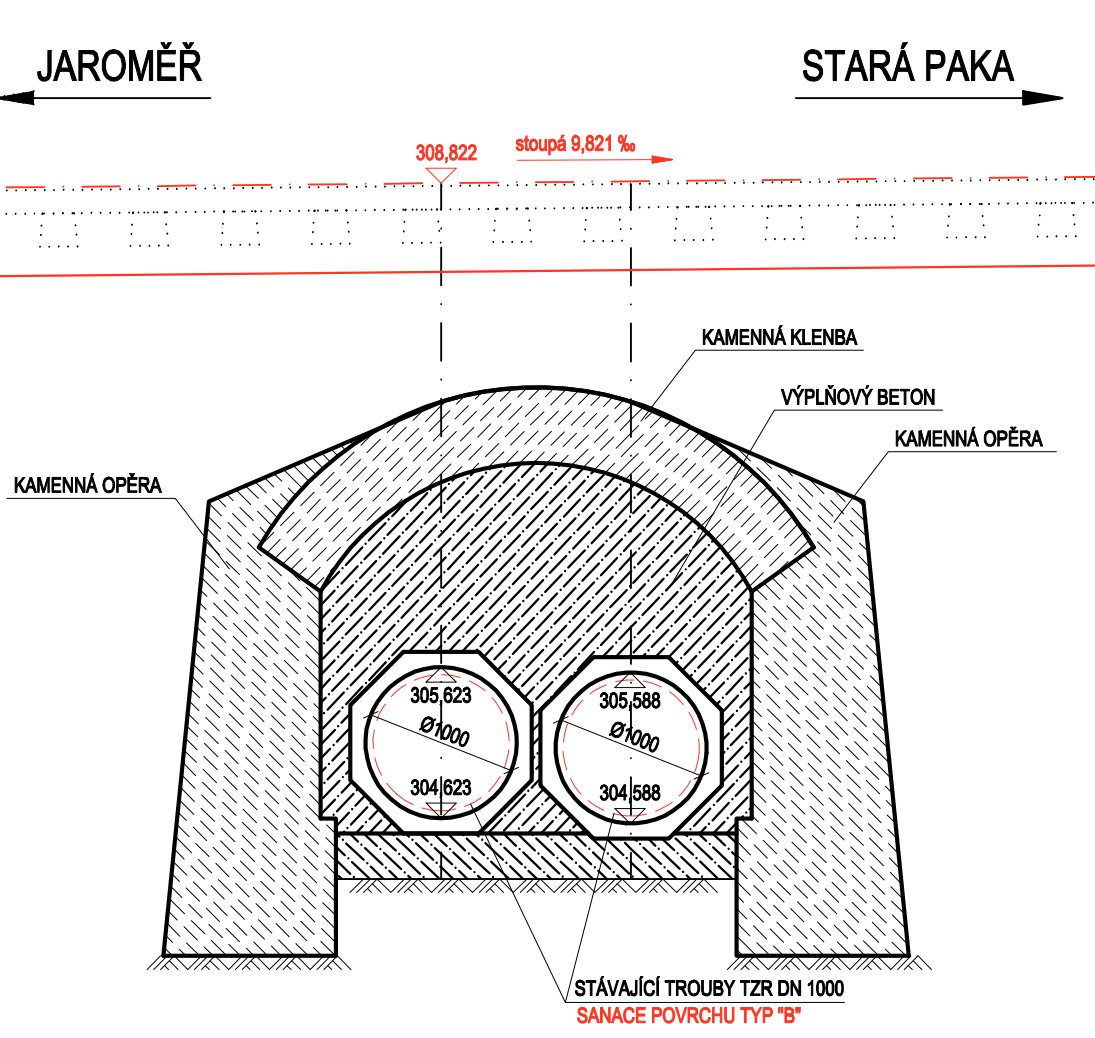 JAROMĚŘ
STARÁ PAKA
308,822
stoupá 9,821 ‰
KAMENNÁ KLENBA
VÝPLŇOVÝ BETON
KAMENNÁ OPĚRA
KAMENNÁ OPĚRA
305,623
305,588
Ø1000
Ø1000
304,623
304,588
STÁVAJÍCÍ TROUBY TZR DN 1000
SANACE POVRCHU TYP "B"